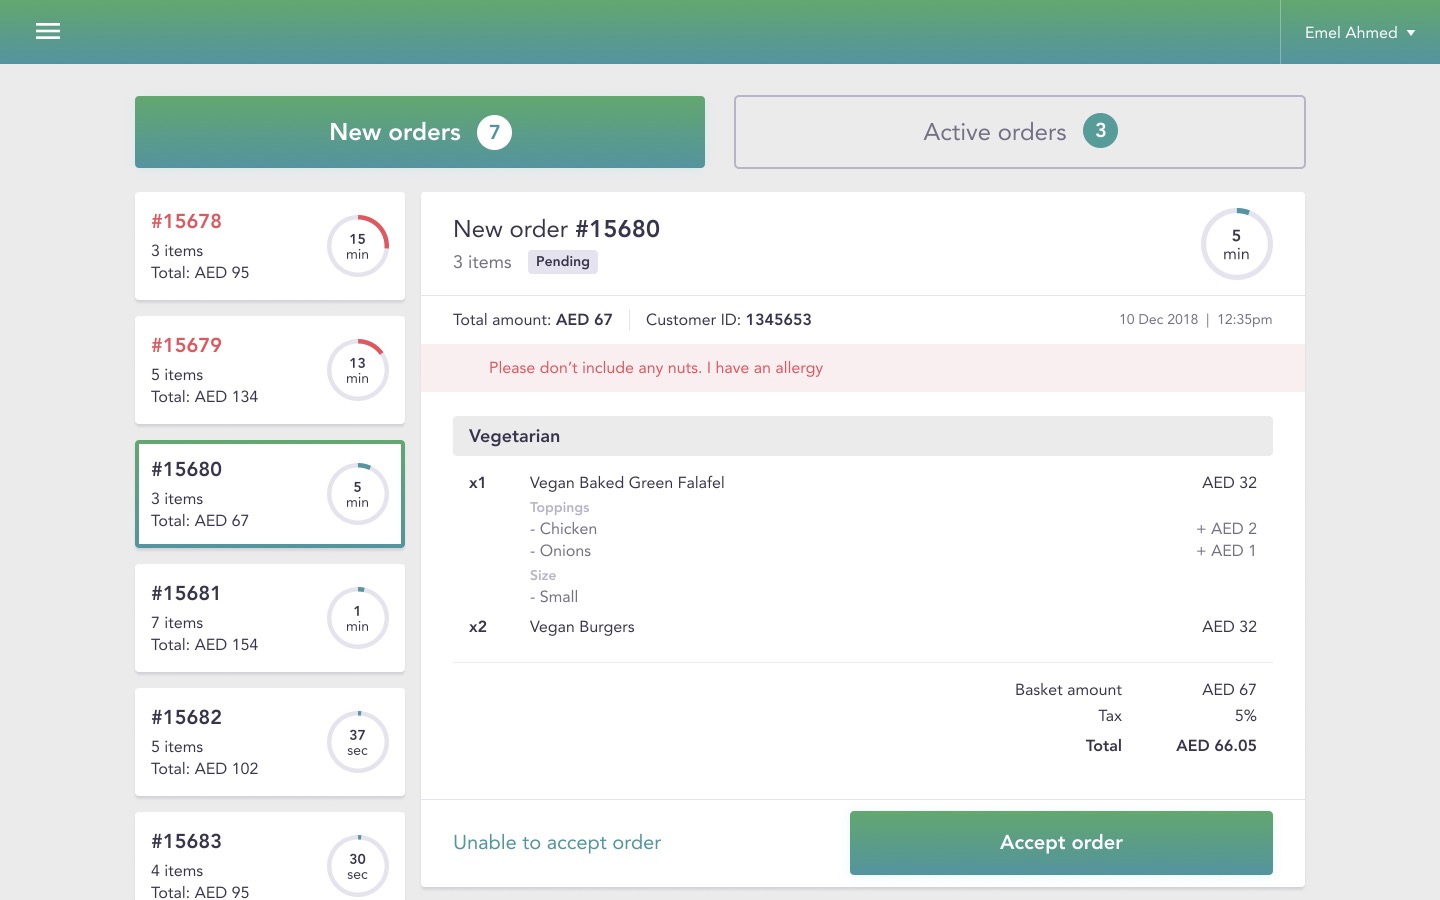 Emel Ahmed
New orders 7
Active orders 3
#15678
3 items
Total: AED 95
15
min
#15679
5 items
Total: AED 134
13
min
#15680
3 items
Total: AED 67
5
min
#15681
7 items
Total: AED 154
1
min
#15682
5 items
Total: AED 102
37
sec
#15683
4 items
Total: AED 95
30
sec
New order #15680
3 items Pending
5
min
Total amount: AED 67 Customer ID: 1345653 10 Dec 2018 | 12:35pm
Please don’t include any nuts. I have an allergy
Vegetarian
x1 Vegan Baked Green Falafel AED 32
Toppings
- Chicken + AED 2
- Onions + AED 1
Size
- Small
x2 Vegan Burgers AED 32
Basket amount AED 67
Tax 5%
Total AED 66.05
Unable to accept order
Accept order